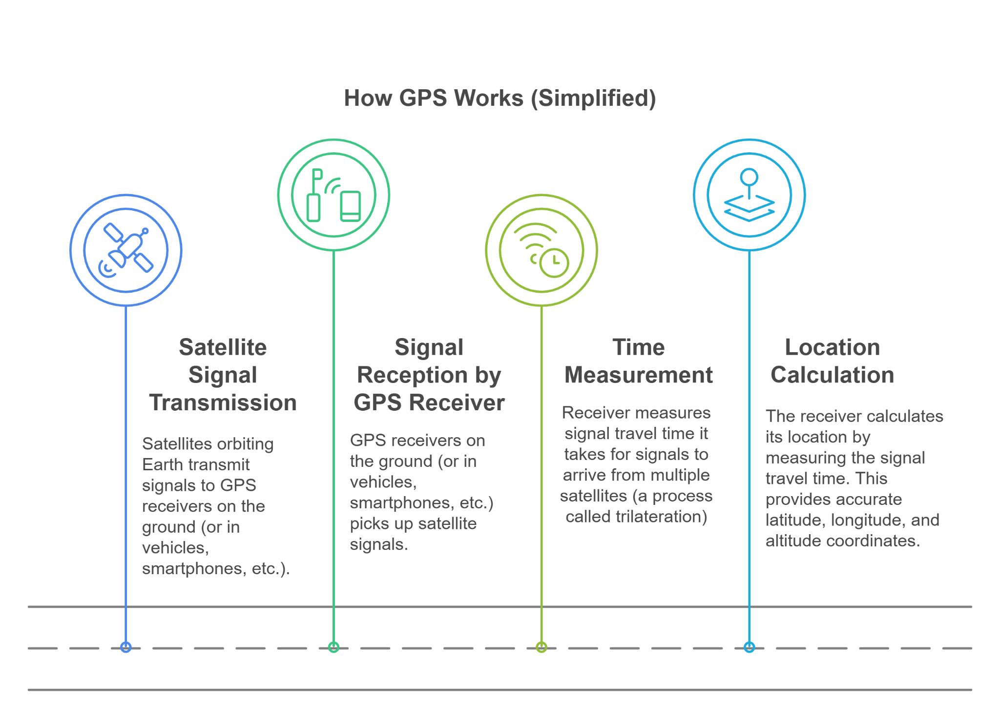 How GPS Works (Simplified)
Satellite
Signal
Transmission
Satellites orbiting
Earth transmit
signals to GPS
receivers on the
ground (or in
vehicles,
smartphones, etc.).
Signal
Reception by
GPS Receiver
GPS receivers on
the ground (or in
vehicles,
smartphones, etc.)
picks up satellite
signals.
Time
Measurement
Receiver measures
signal travel time it
takes for signals to
arrive from multiple
satellites (a process
called trilateration)
Location
Calculation
The receiver calculates
its location by
measuring the signal
travel time. This
provides accurate
latitude, longitude, and
altitude coordinates.